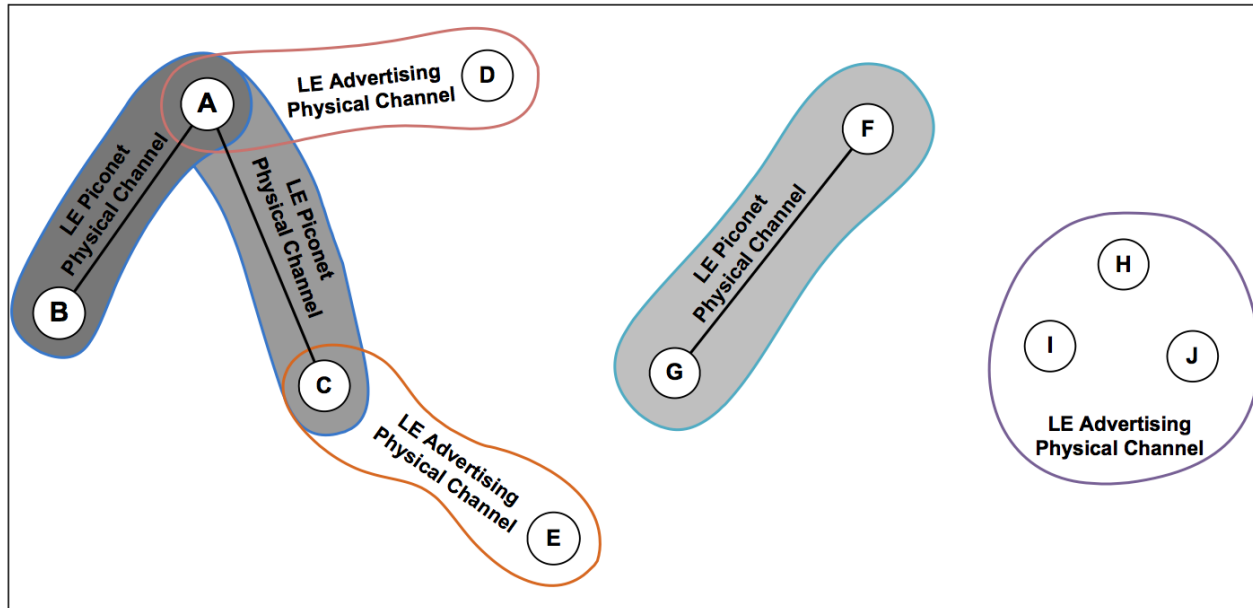 A
LE Advertising
Physical Channel
D
LE Piconet
Physical Channel
LE Piconet
Physical Channel
B
C
LE Advertising
Physical Channel
E
F
LE Piconet
Physical Channel
G
H
I
J
LE Advertising
Physical Channel